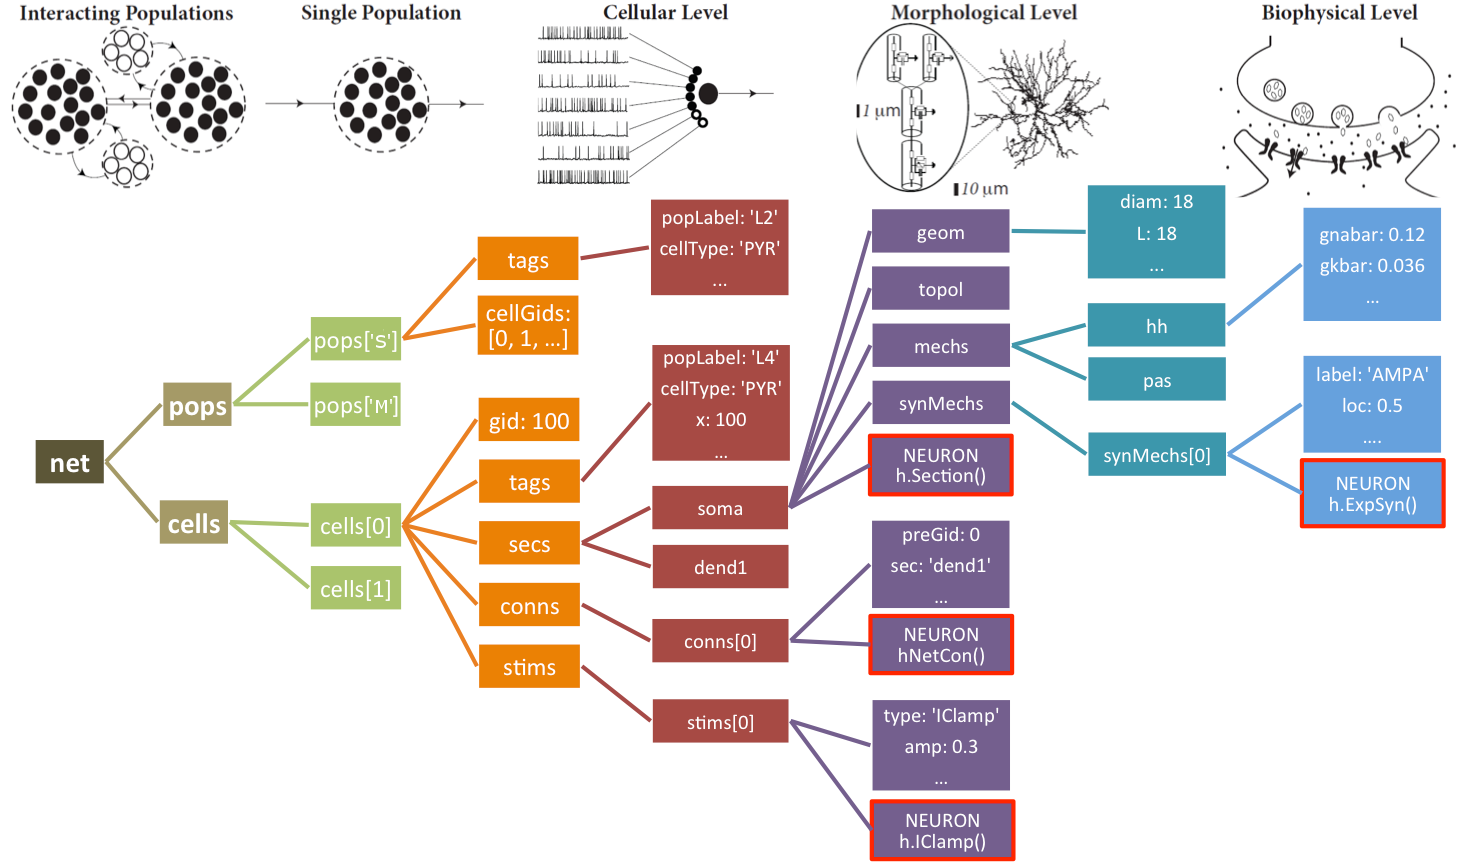 Interacting Populations
Single Population
Cellular Level
Morphological Level
Biophysical Level
1 μm
10 μm
net
pops
cells
pops['S']
pops['M']
cells[0]
cells[1]
tags
cellGids:
[0, 1, ...]
gid: 100
tags
secs
conns
stims
popLabel: 'L2'
cellType: 'PYR'
...
popLabel: 'L4'
cellType: 'PYR'
x: 100
...
soma
dend1
conns[0]
stims[0]
geom
topol
mechs
synMechs
NEURON
h.Section()
preGid: 0
sec: 'dend1'
...
NEURON
hNetCon()
type: 'IClamp'
amp: 0.3
...
NEURON
h.IClamp()
diam: 18
L: 18
...
hh
pas
synMechs[0]
gnabar: 0.12
gkbar: 0.036
...
label: 'AMPA'
loc: 0.5
....
NEURON
h.ExpSyn()